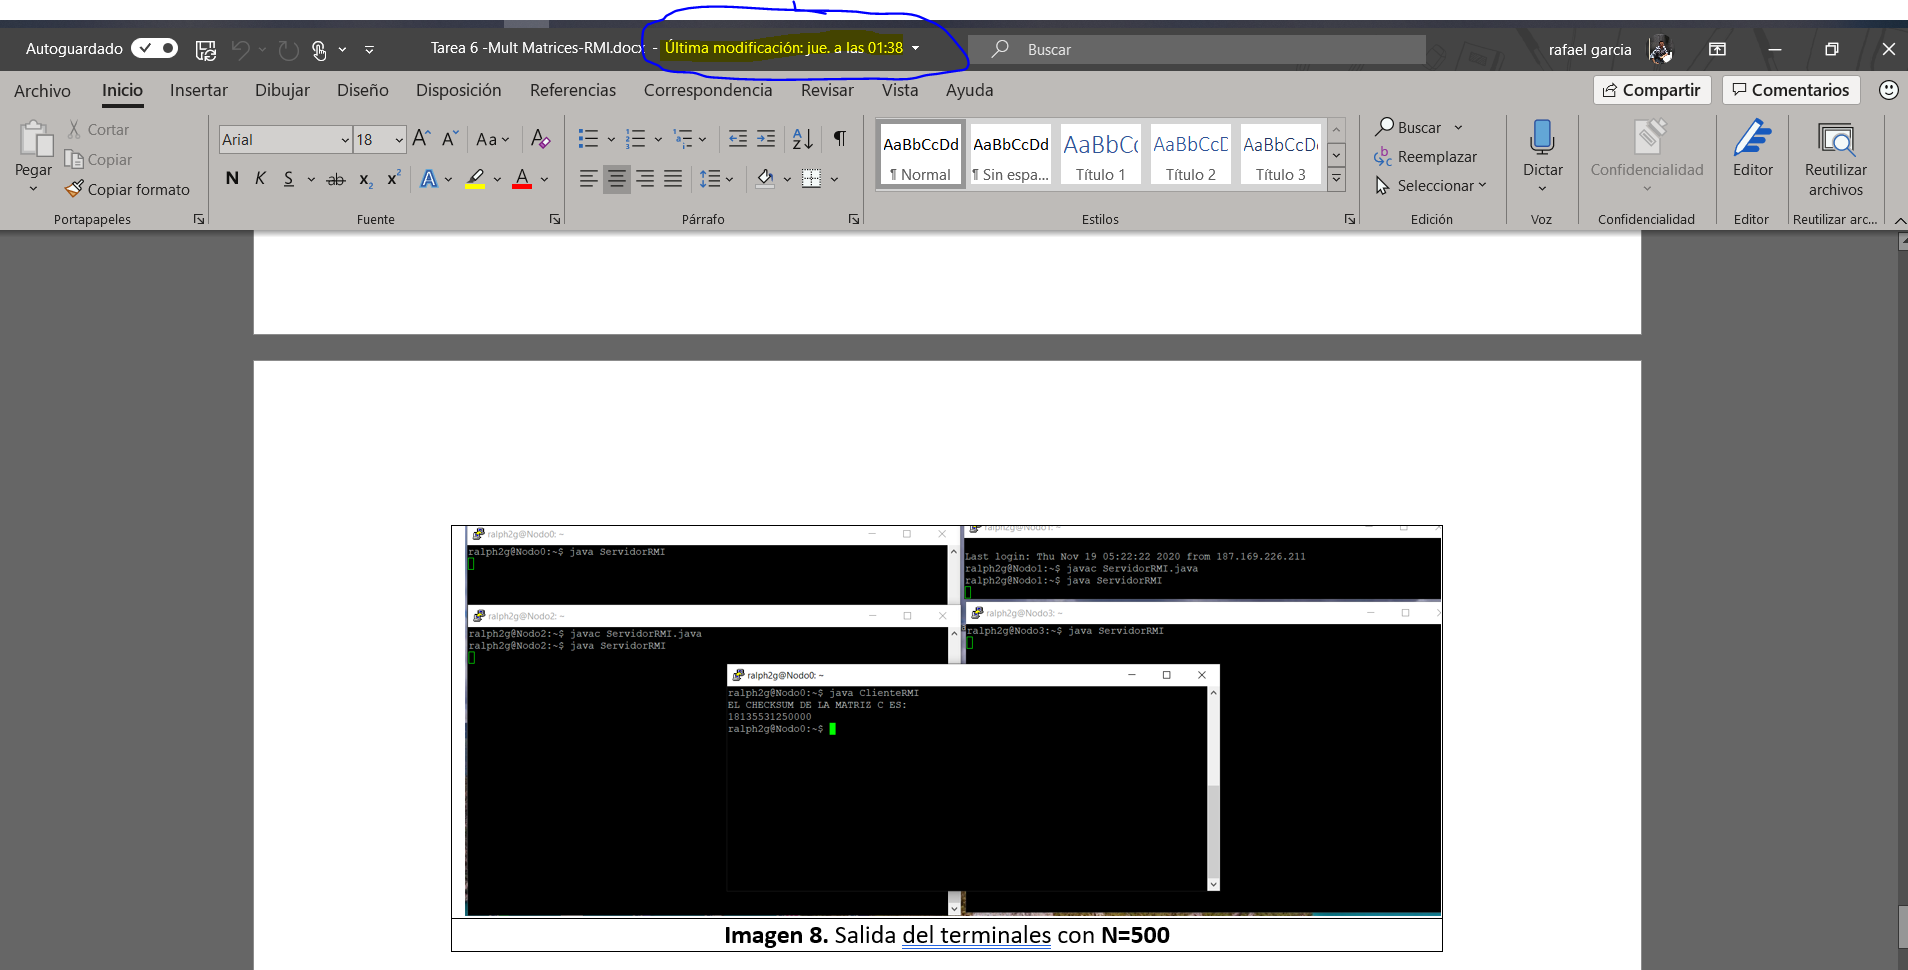 Autoguardado
Tarea 6 -Mult Matrices-RMI.docx - Última modificación: jue. a las 01:38
Buscar
rafael garcia
Archivo Inicio Insertar Dibujar Diseño Disposición Referencias Correspondencia Revisar Vista Ayuda
Compartir Comentarios
Pegar
Cortar
Copiar
Copiar formato
Portapapeles
Arial 18
Aa
N K S ab x₂ x² A A
Fuente
Párrafo
AaBbCcDd AaBbCcDd AaBbC AaBbCcD AaBbCcD
¶ Normal ¶ Sin espa... Título 1 Título 2 Título 3
Estilos
Buscar
Reemplazar
Seleccionar
Edición
Dictar
Voz
Confidencialidad
Confidencialidad
Editor
Editor
Reutilizar
archivos
Reutilizar arc...
ralph2g@Nodo0: ~
ralph2g@Nodo0:~$ java ServidorRMI
ralph2g@Nodo1: ~
Last login: Thu Nov 19 05:22:22 2020 from 187.169.226.211
ralph2g@Nodo1:~$ javac ServidorRMI.java
ralph2g@Nodo1:~$ java ServidorRMI
ralph2g@Nodo2: ~
ralph2g@Nodo2:~$ javac ServidorRMI.java
ralph2g@Nodo2:~$ java ServidorRMI
ralph2g@Nodo3: ~
ralph2g@Nodo3:~$ java ServidorRMI
ralph2g@Nodo0: ~
ralph2g@Nodo0:~$ java ClienteRMI
EL CHECKSUM DE LA MATRIZ C ES:
18135531250000
ralph2g@Nodo0:~$
Imagen 8. Salida del terminales con N=500